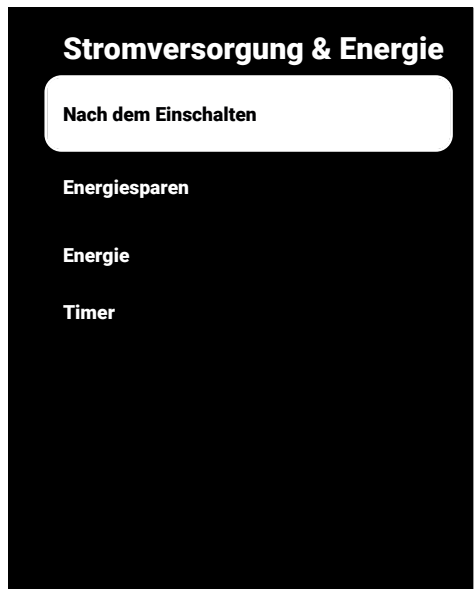 Stromversorgung & Energie
Nach dem Einschalten
Energiesparen
Energie
Timer